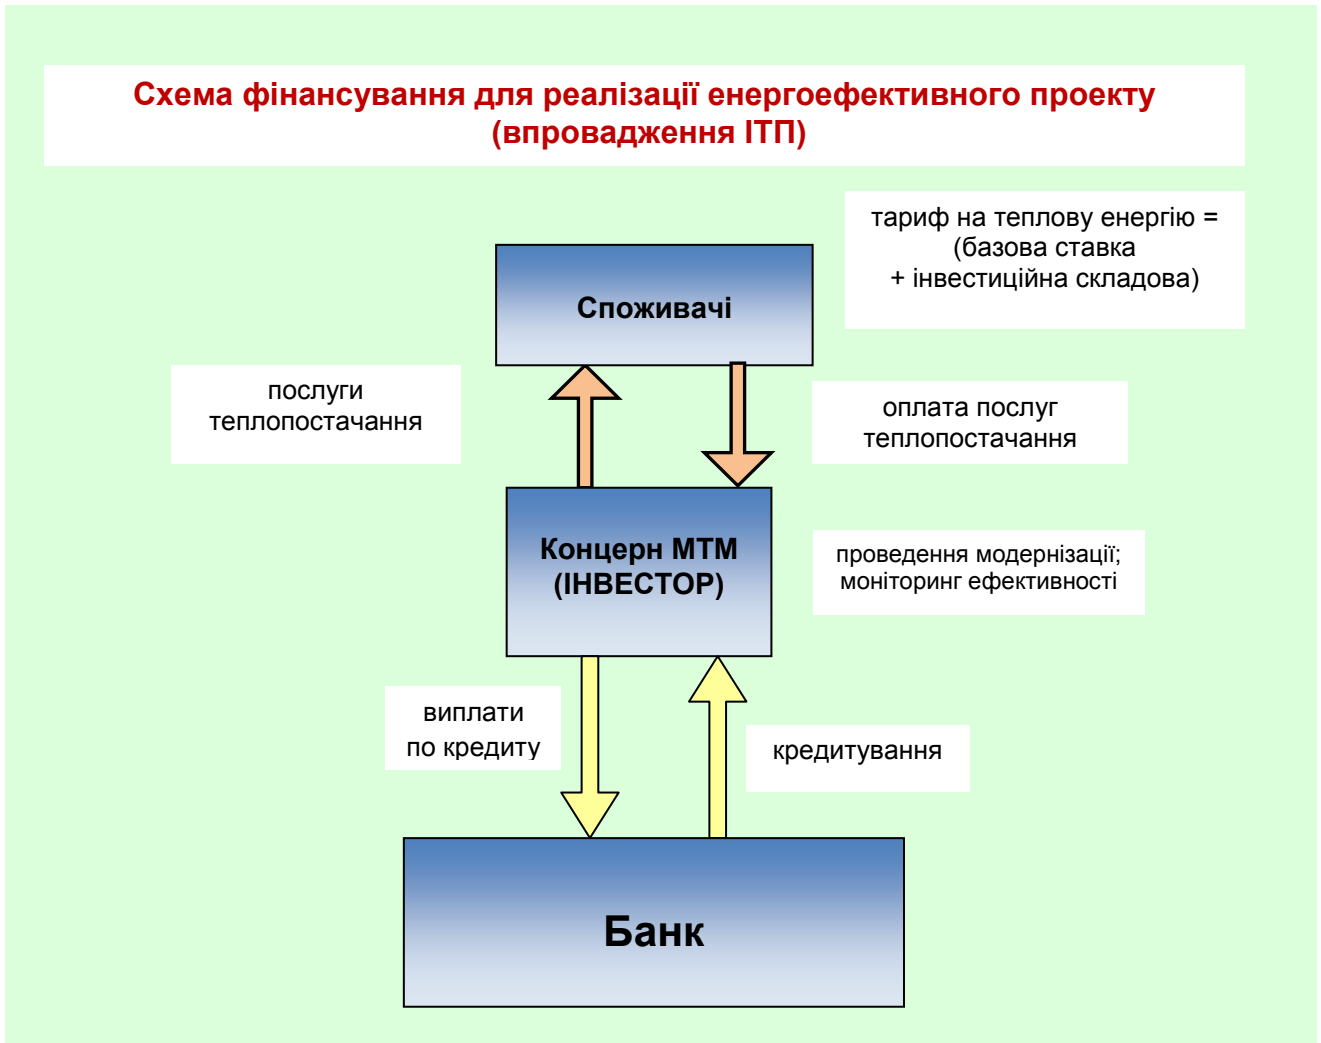 Схема фінансування для реалізації енергоефективного проекту
(впровадження ІТП)
тариф на теплову енергію =
(базова ставка
+ інвестиційна складова)
Споживачі
послуги
теплопостачання
оплата послуг
теплопостачання
Концерн МТМ
(ІНВЕСТОР)
проведення модернізації;
моніторинг ефективності
виплати
по кредиту
кредитування
Банк